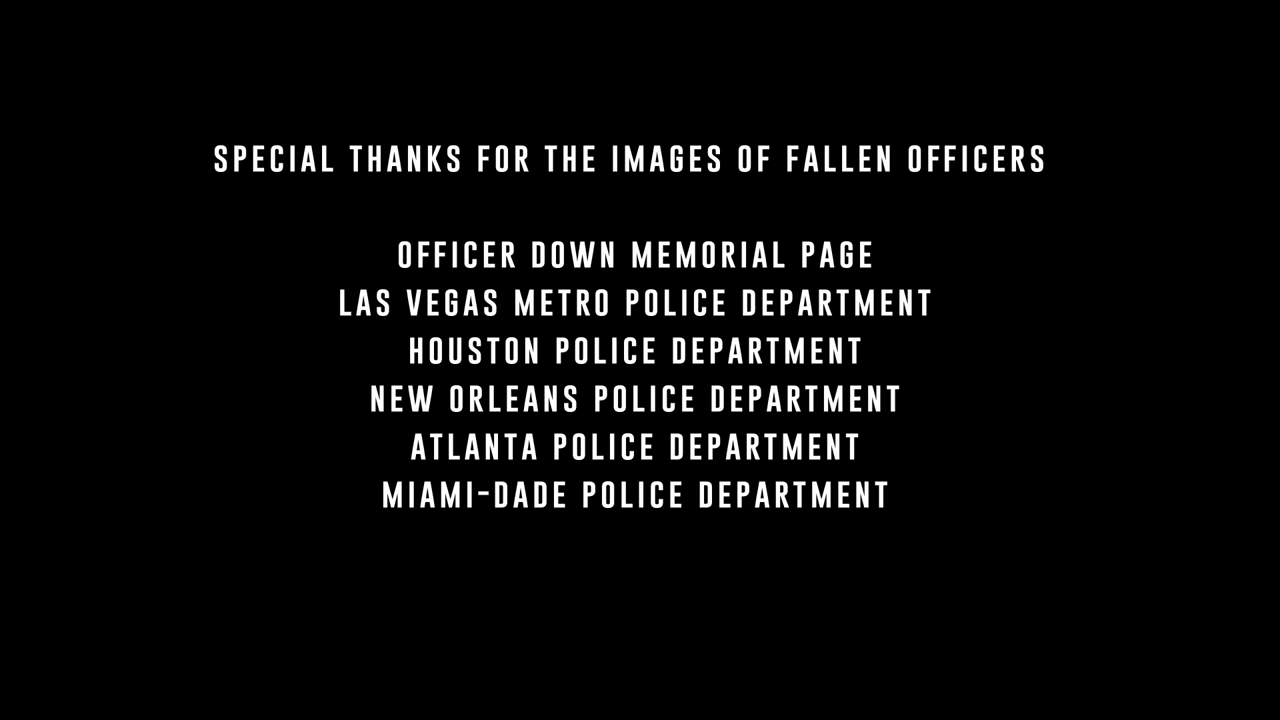 SPECIAL THANKS FOR THE IMAGES OF FALLEN OFFICERS
OFFICER DOWN MEMORIAL PAGE
LAS VEGAS METRO POLICE DEPARTMENT
HOUSTON POLICE DEPARTMENT
NEW ORLEANS POLICE DEPARTMENT
ATLANTA POLICE DEPARTMENT
MIAMI-DADE POLICE DEPARTMENT